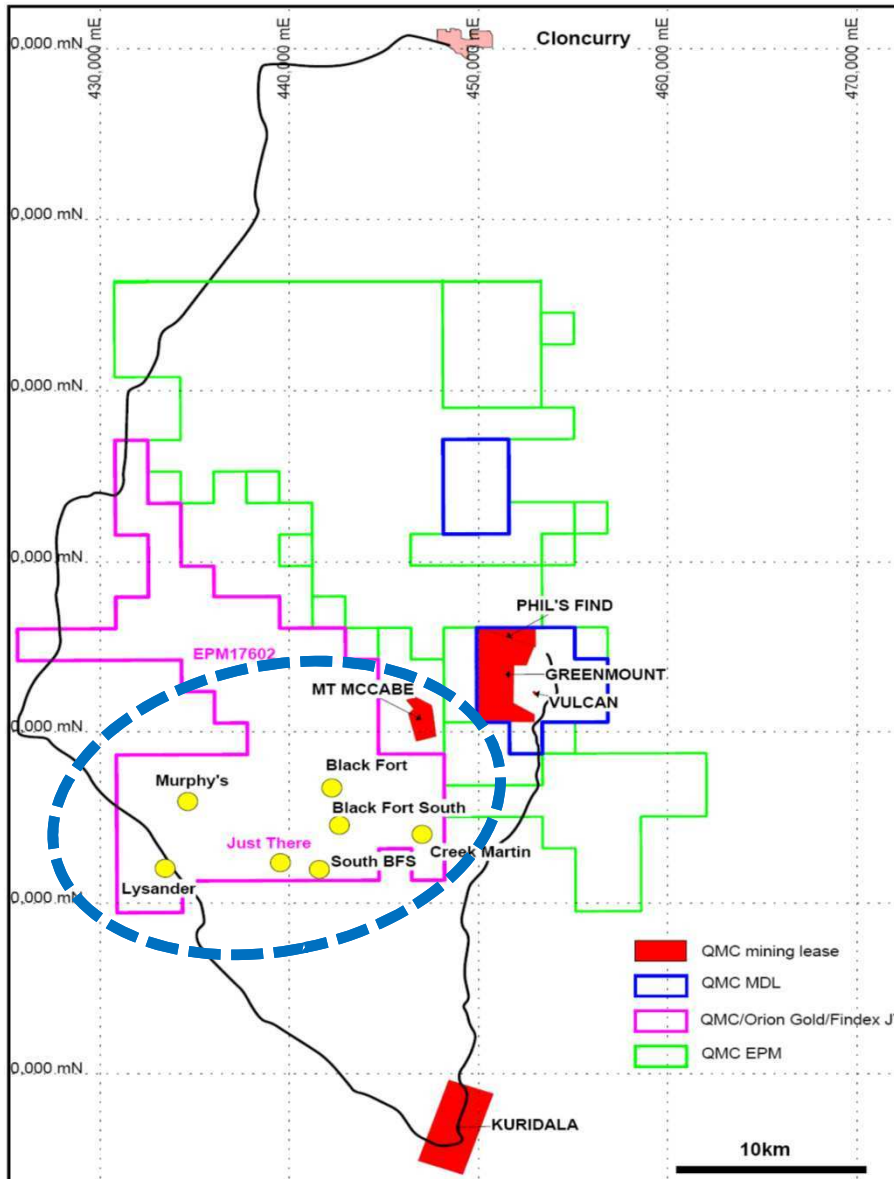 430,000 mE
440,000 mE
450,000 mE
460,000 mE
470,000 mE
Cloncurry
0,000 mN
0,000 mN
0,000 mN
0,000 mN
PHIL'S FIND
EPM17602
GREENMOUNT
MT MCCABE
VULCAN
0,000 mN
Black Fort
Murphy's
Black Fort South
Just There
Creek Martin
South BFS
Lysander
0,000 mN
QMC mining lease
QMC MDL
QMC/Orion Gold/Findex J
QMC EPM
0,000 mN
KURIDALA
10km